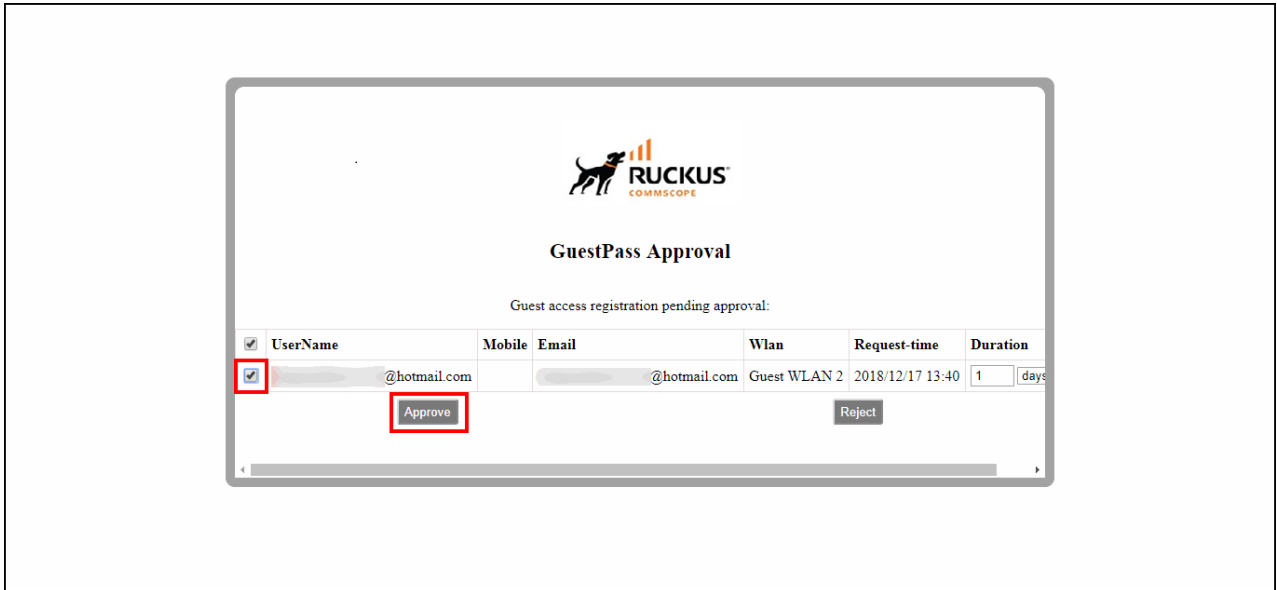 RUCKUS
COMMSCOPE
GuestPass Approval
Guest access registration pending approval:
UserName Mobile Email Wlan Request-time Duration
@hotmail.com @hotmail.com Guest WLAN 2 2018/12/17 13:40 1 days
Approve Reject